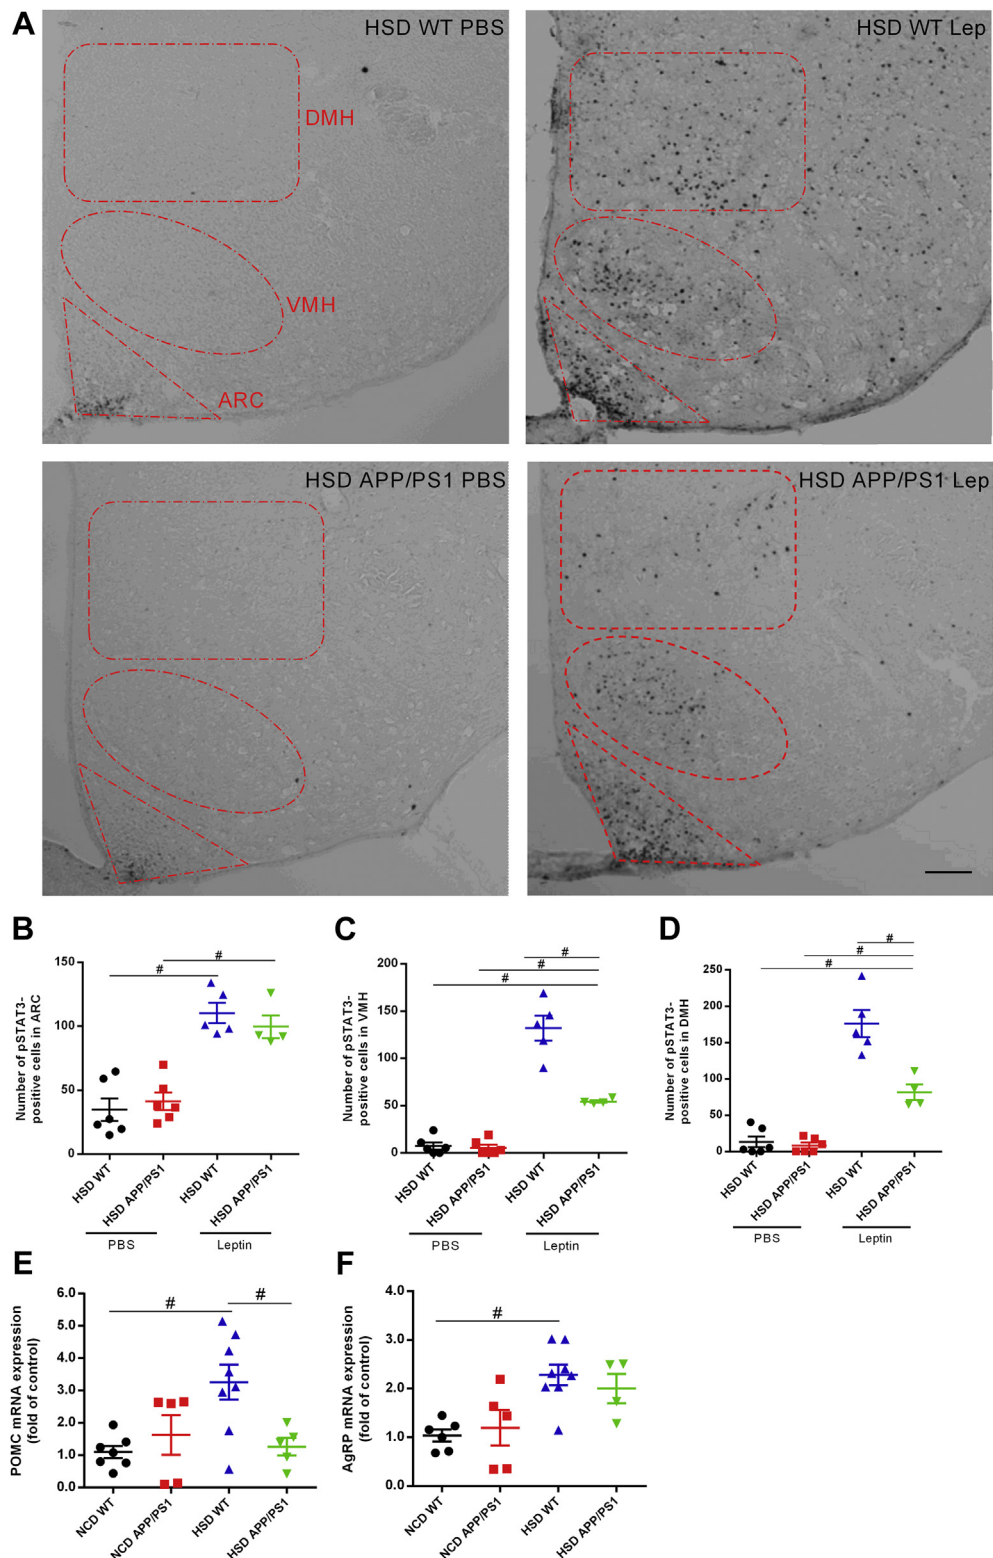 A
HSD WT PBS
HSD WT Lep
DMH
VMH
ARC
HSD APP/PS1 PBS
HSD APP/PS1 Lep
B
Number of pSTAT3-
positive cells in ARC
150
100
50
0
#
#
HSD WT
HSD APP/PS1
HSD WT
HSD APP/PS1
PBS
Leptin
C
Number of pSTAT3-
positive cells in VMH
200
150
100
50
0
#
#
#
HSD WT
HSD APP/PS1
HSD WT
HSD APP/PS1
PBS
Leptin
D
Number of pSTAT3-
positive cells in DMH
250
200
150
100
50
0
#
#
#
HSD WT
HSD APP/PS1
HSD WT
HSD APP/PS1
PBS
Leptin
E
POMC mRNA expression
(fold of control)
6.0
5.0
4.0
3.0
2.0
1.0
0.0
#
#
NCD WT
NCD APP/PS1
HSD WT
HSD APP/PS1
F
AgRP mRNA expression
(fold of control)
4.0
3.0
2.0
1.0
0.0
#
NCD WT
NCD APP/PS1
HSD WT
HSD APP/PS1